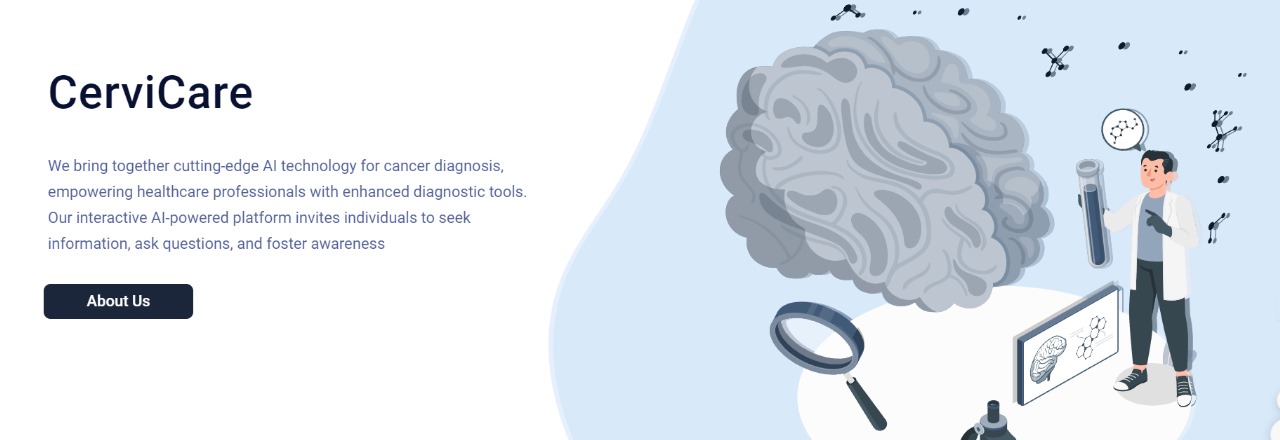 CerviCare
We bring together cutting-edge AI technology for cancer diagnosis,
empowering healthcare professionals with enhanced diagnostic tools.
Our interactive AI-powered platform invites individuals to seek
information, ask questions, and foster awareness
About Us